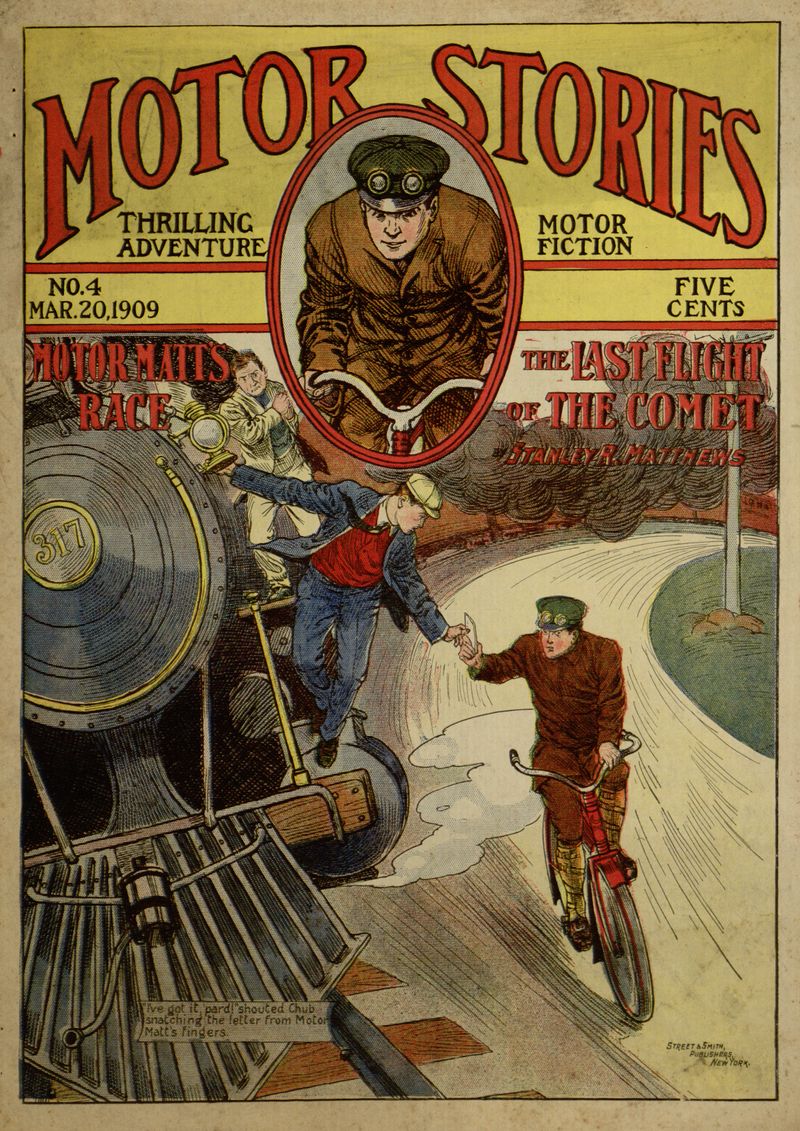 MOTOR STORIES
THRILLING
ADVENTURE
MOTOR
FICTION
NO. 4
MAR. 20, 1909
FIVE
CENTS
MOTOR MATT'S
RACE
THE LAST FLIGHT
OF THE COMET
BY STANLEY R. MATTHEWS
317
"I've got it, pard!" shouted Chub
snatching the letter from Motor
Matt's fingers.
STREET & SMITH,
PUBLISHERS,
NEW YORK.